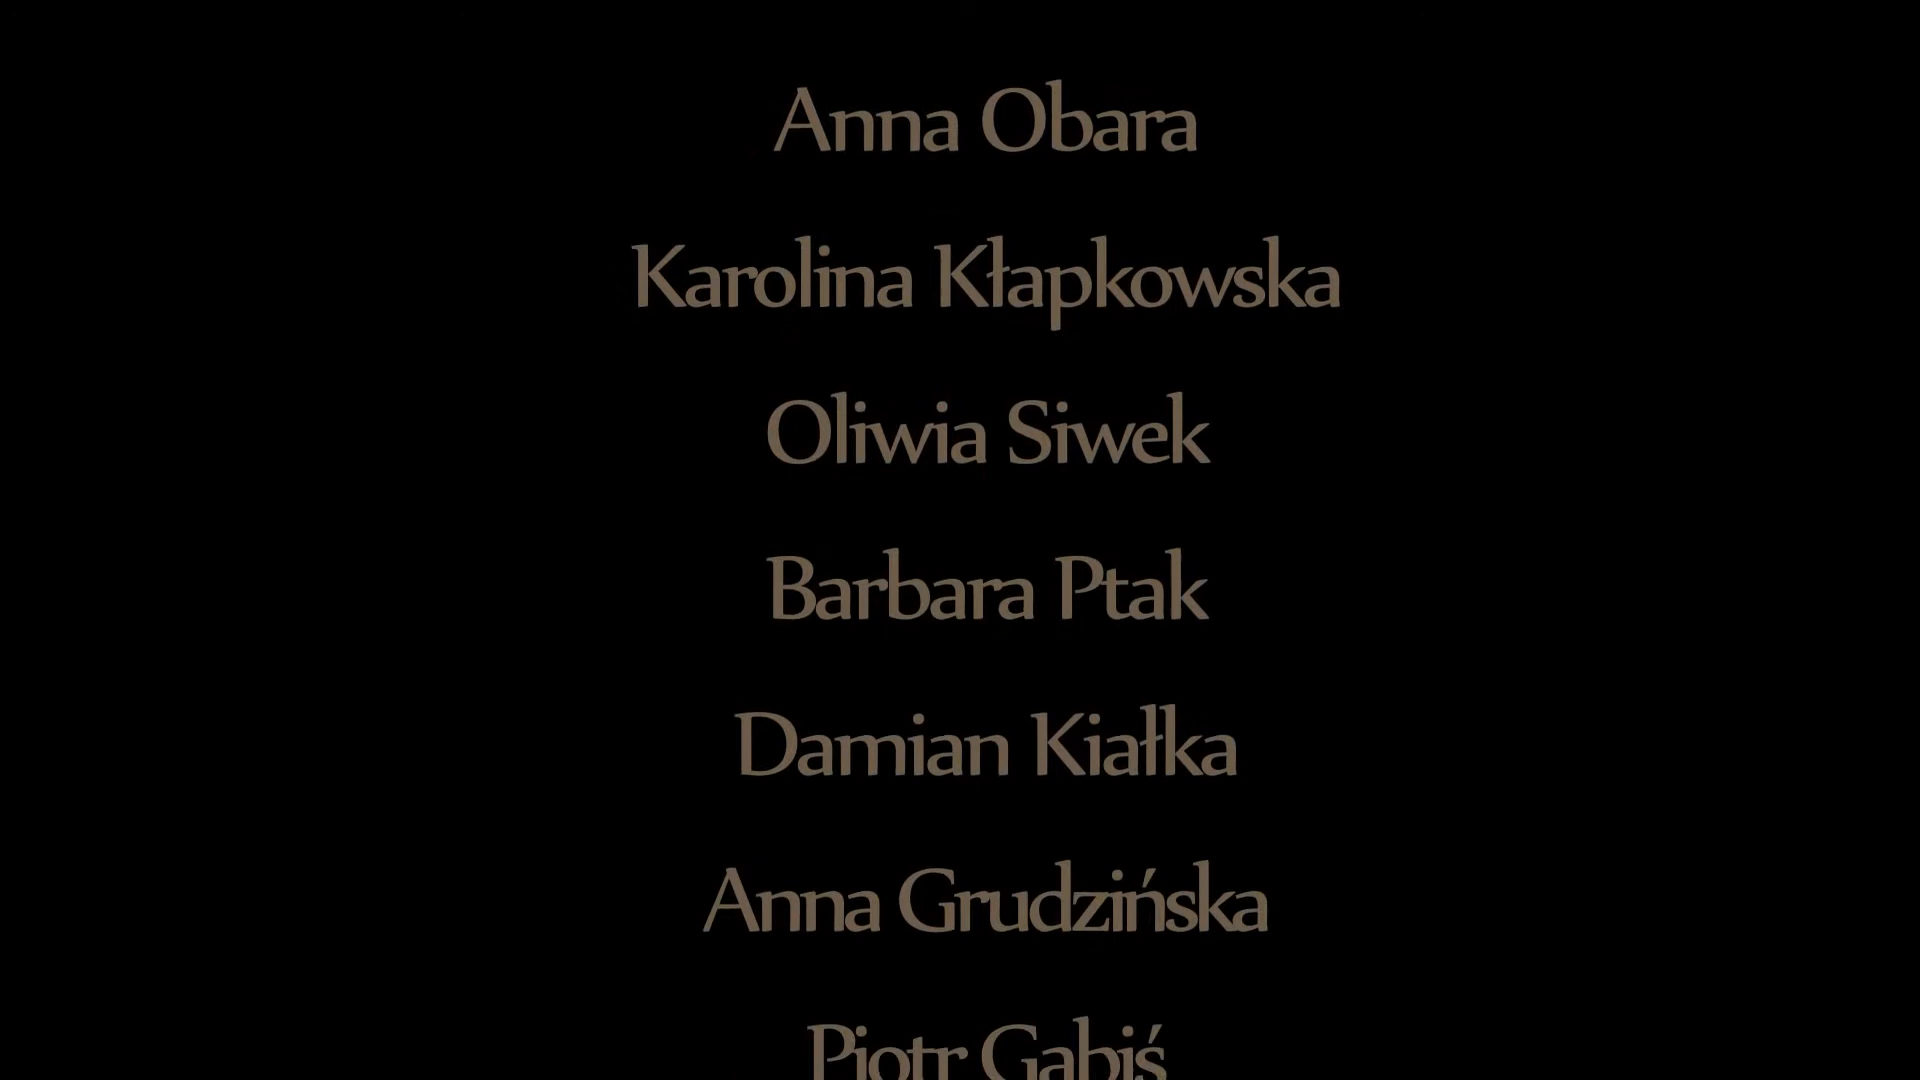 Anna Obara
Karolina Kłapkowska
Oliwia Siwek
Barbara Ptak
Damian Kiałka
Anna Grudzińska
Piotr Gabiś